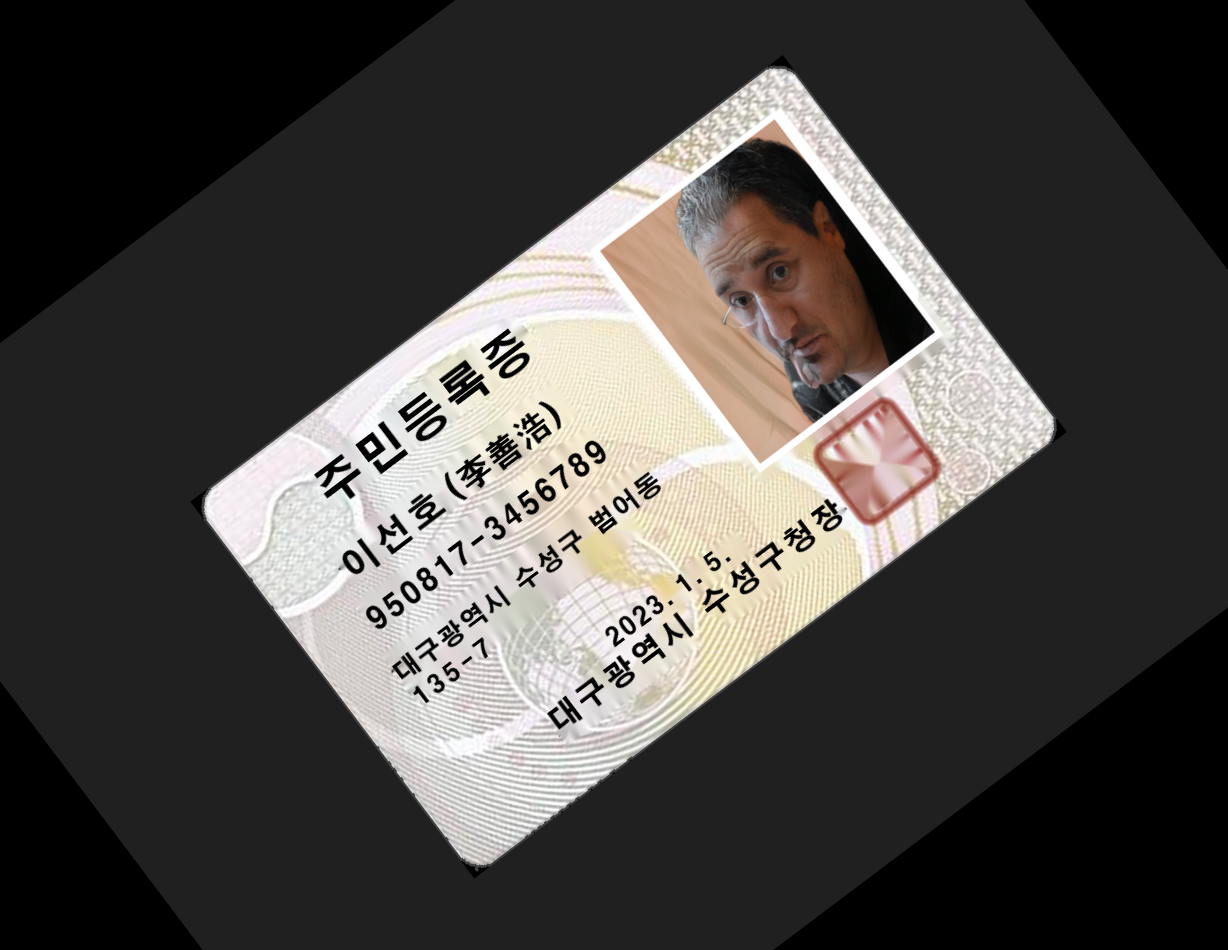 주민등록증
이선호 (李善浩)
950817-3456789
대구광역시 수성구 범어동
135-7
2023. 1. 5.
대구광역시 수성구청장